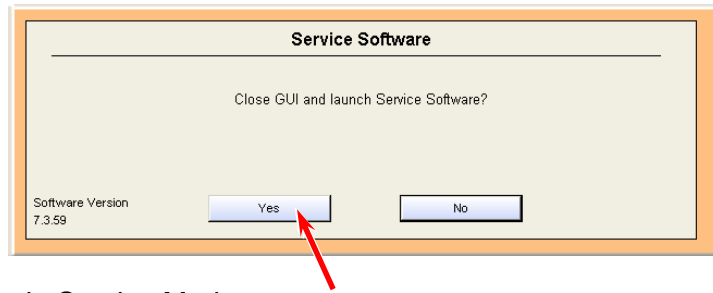 Service Software
Close GUI and launch Service Software?
Software Version
7.3.59
Yes
No